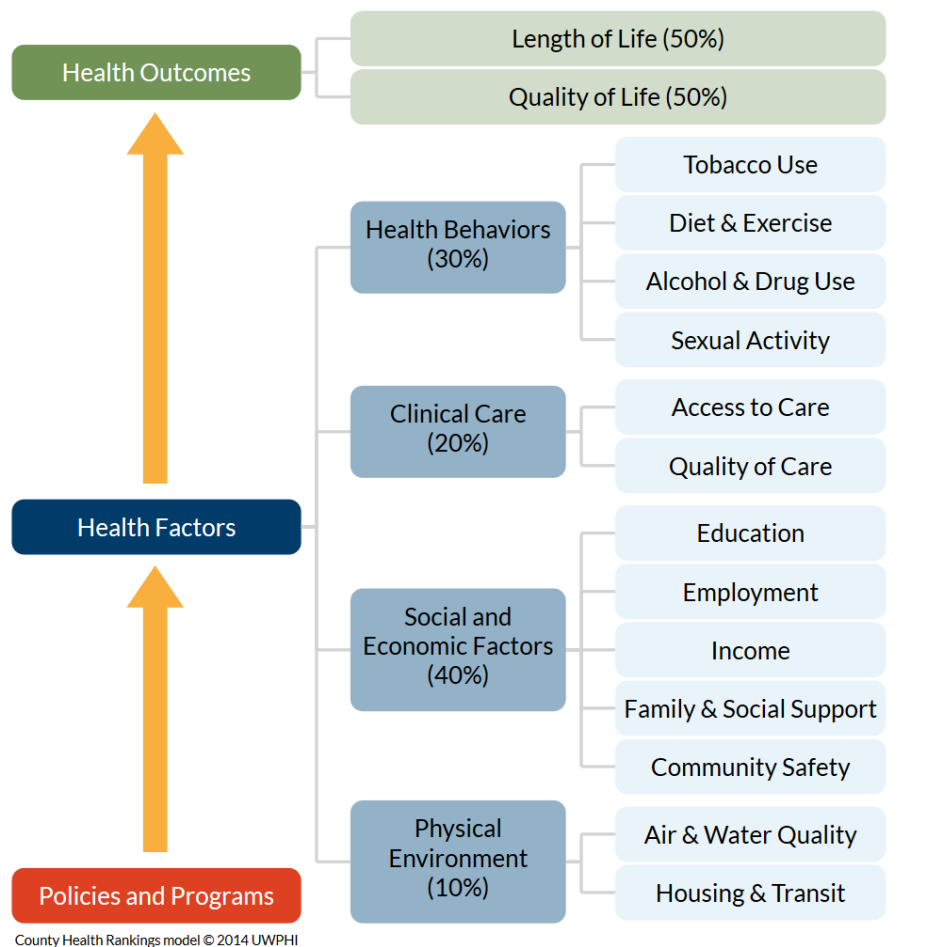 Health Outcomes
Length of Life (50%)
Quality of Life (50%)
Health Factors
Health Behaviors
(30%)
Tobacco Use
Diet & Exercise
Alcohol & Drug Use
Sexual Activity
Clinical Care
(20%)
Access to Care
Quality of Care
Social and
Economic Factors
(40%)
Education
Employment
Income
Family & Social Support
Community Safety
Physical
Environment
(10%)
Air & Water Quality
Housing & Transit
Policies and Programs
County Health Rankings model © 2014 UWPHI